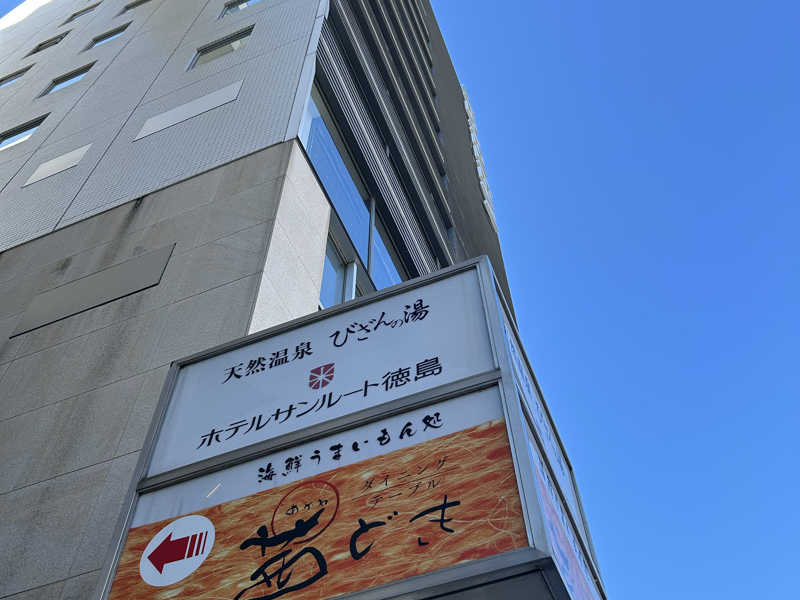 天然温泉 びざんの湯
ホテルサンルート徳島
海鮮うまいもん処
ダイニング
テーブル
あかね
茜どき